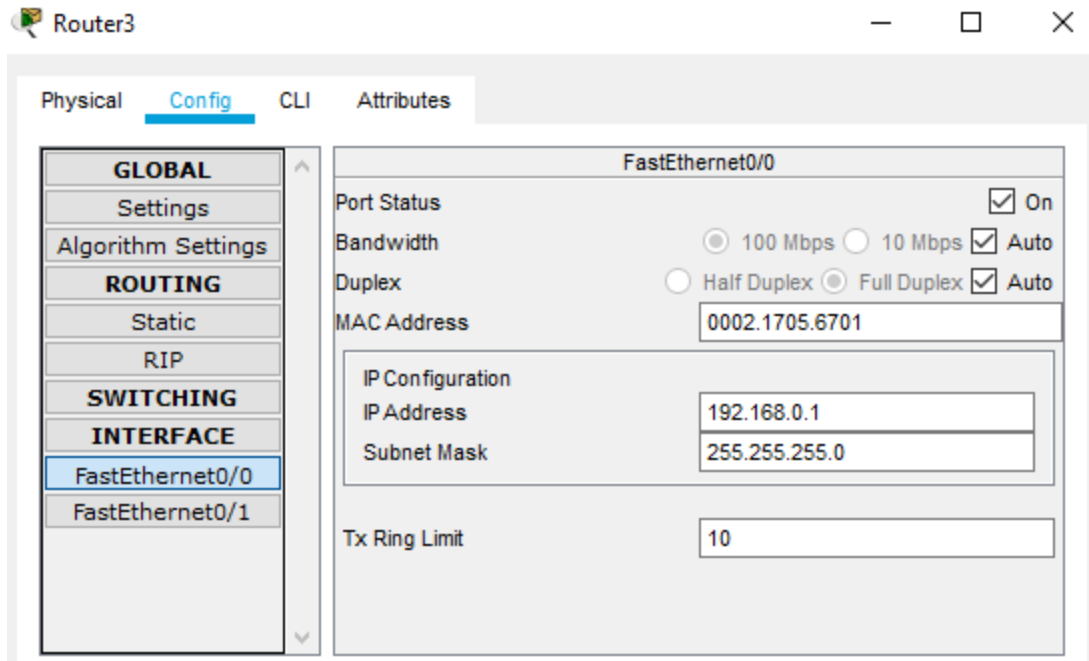 Router3
Physical Config CLI Attributes
GLOBAL
Settings
Algorithm Settings
ROUTING
Static
RIP
SWITCHING
INTERFACE
FastEthernet0/0
FastEthernet0/1
FastEthernet0/0
Port Status On
Bandwidth 100 Mbps 10 Mbps Auto
Duplex Half Duplex Full Duplex Auto
MAC Address 0002.1705.6701
IP Configuration
IP Address 192.168.0.1
Subnet Mask 255.255.255.0
Tx Ring Limit 10